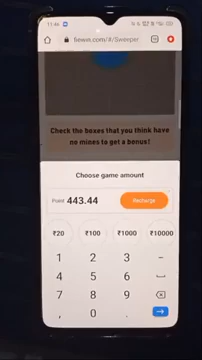 11:46
fiewin.com/#/Sweeper
Check the boxes that you think have
no mines to get a bonus!
Choose game amount
Point 443.44 Recharge
₹20 ₹100 ₹1000 ₹10000
1 2 3 -
4 5 6
7 8 9
, 0 .